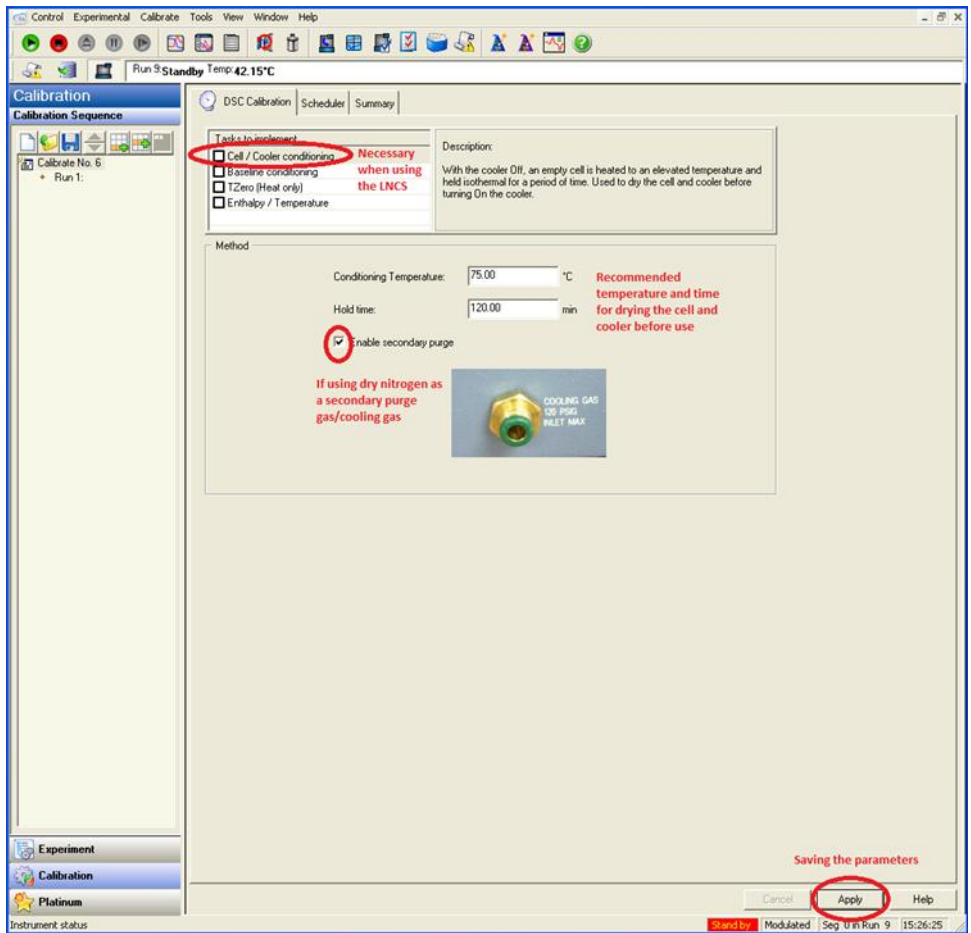 Control Experimental Calibrate Tools View Window Help
Run 9:Standby Temp:42.15°C
Calibration
Calibration Sequence
Calibrate No. 6
Run 1:
Experiment
Calibration
Platinum
DSC Calibration Scheduler Summary
Tasks to implement...
Cell / Cooler conditioning
Baseline conditioning
TZero (Heat only)
Enthalpy / Temperature
Necessary
when using
the LNCS
Description:
With the cooler Off, an empty cell is heated to an elevated temperature and
held isothermal for a period of time. Used to dry the cell and cooler before
turning On the cooler.
Method
Conditioning Temperature: 75.00 °C
Hold time: 120.00 min
Enable secondary purge
Recommended
temperature and time
for drying the cell and
cooler before use
If using dry nitrogen as
a secondary purge
gas/cooling gas
COOLING GAS
120 PSIG
INLET MAX
Saving the parameters
Cancel Apply Help
Instrument status Stand by Modulated Seg 0 in Run 9 15:26:25